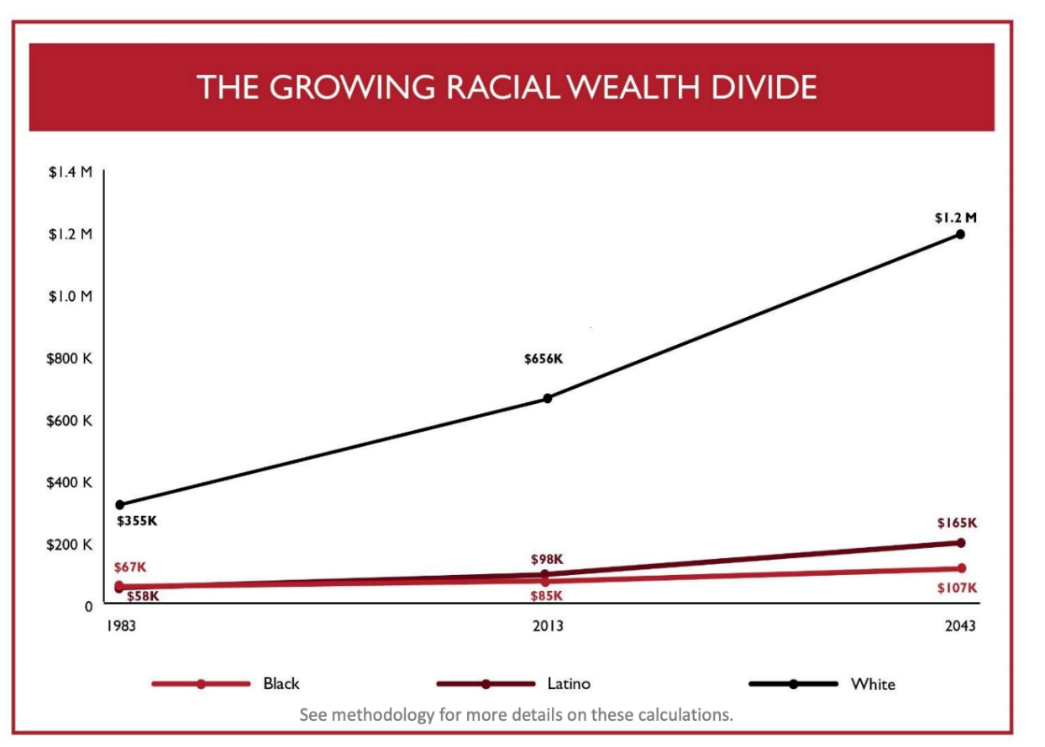 THE GROWING RACIAL WEALTH DIVIDE
$1.4 M
$1.2 M
$1.2 M
$1.0 M
$800 K
$656K
$600 K
$400 K
$355K
$200 K
$165K
$67K
$98K
$58K
$85K
$107K
0
1983 2013 2043
Black Latino White
See methodology for more details on these calculations.